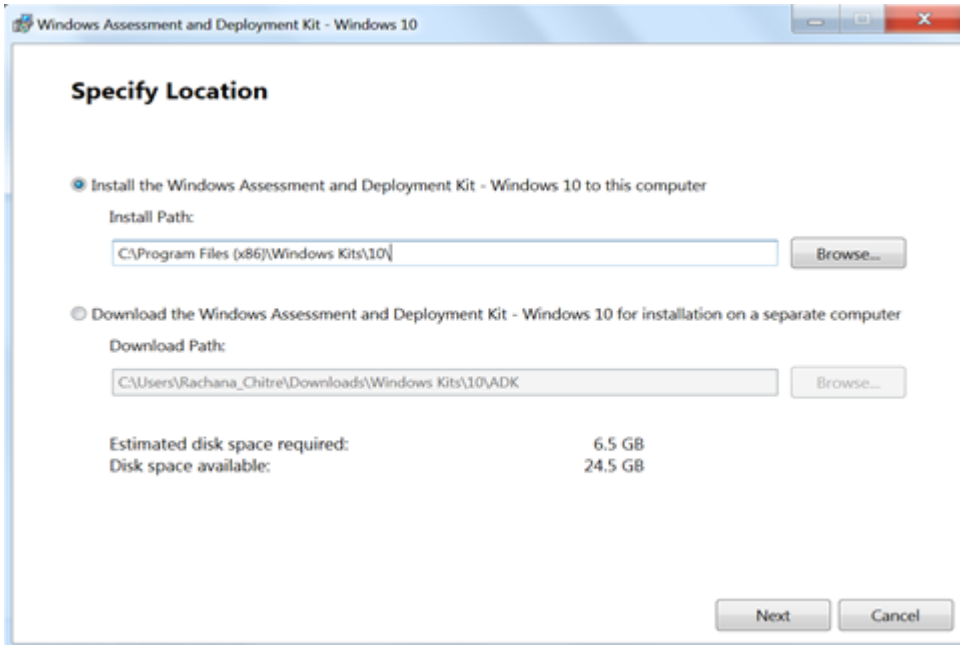 Windows Assessment and Deployment Kit - Windows 10
Specify Location
Install the Windows Assessment and Deployment Kit - Windows 10 to this computer
Install Path:
C:\Program Files (x86)\Windows Kits\10\
Browse...
Download the Windows Assessment and Deployment Kit - Windows 10 for installation on a separate computer
Download Path:
C:\Users\Rachana_Chitre\Downloads\Windows Kits\10\ADK
Browse...
Estimated disk space required: 6.5 GB
Disk space available: 24.5 GB
Next Cancel